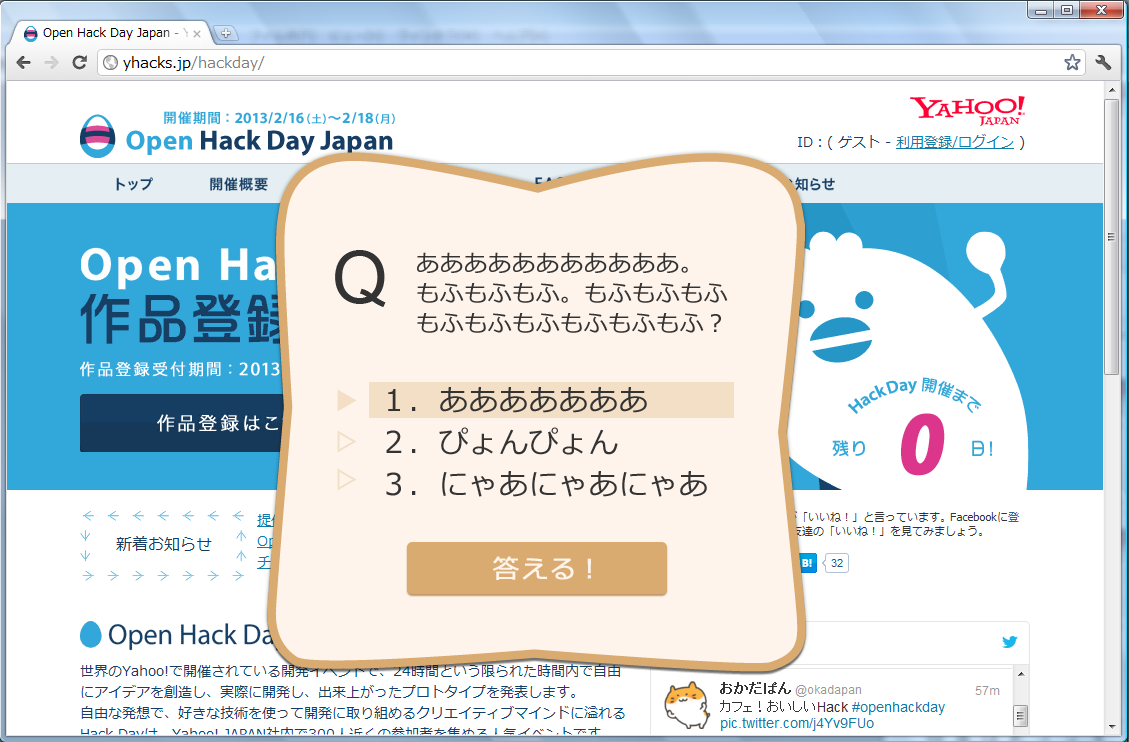 Open Hack Day Japan -
yhacks.jp/hackday/
開催期間：2013/2/16(土)～2/18(月)
Open Hack Day Japan
YAHOO!
JAPAN
ID：( ゲスト - 利用登録/ログイン )
トップ
開催概要
知らせ
Open Ha
作品登録
作品登録受付期間：2013
作品登録はこ
Q
あああああああああああ。
もふもふもふ。もふもふもふ
もふもふもふもふもふもふ？
1．あああああああ
2．ぴょんぴょん
3．にゃあにゃあにゃあ
答える！
HackDay 開催まで
残り 0 日!
新着お知らせ
提
Op
チ
「いいね！」と言っています。Facebookに登
友達の「いいね！」を見てみましょう。
B! 32
Open Hack Da
世界のYahoo!で開催されている開発イベントで、24時間という限られた時間内で自由
にアイデアを創造し、実際に開発し、出来上がったプロトタイプを発表します。
自由な発想で、好きな技術を使って開発に取り組めるクリエイティブマインドに溢れる
Hack Dayは、Yahoo! JAPAN社内で300人近くの参加者を集める人気イベントです
おかだぱん @okadapan 57m
カフェ！おいしいHack #openhackday
pic.twitter.com/j4Yv9FUo